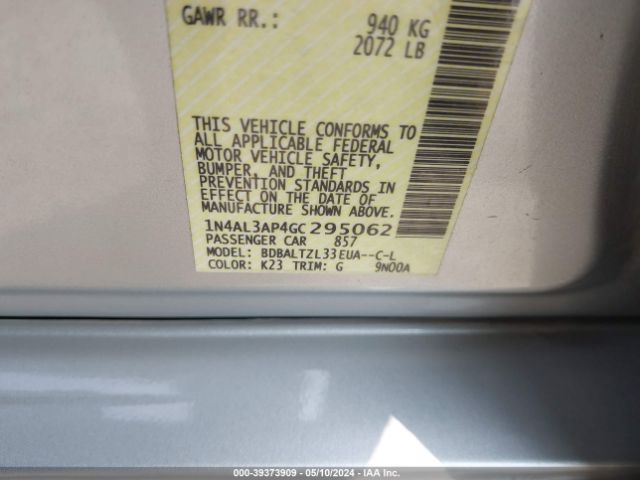 GAWR RR.: 940 KG
2072 LB
THIS VEHICLE CONFORMS TO
ALL APPLICABLE FEDERAL
MOTOR VEHICLE SAFETY,
BUMPER, AND THEFT
PREVENTION STANDARDS IN
EFFECT ON THE DATE OF
MANUFACTURE SHOWN ABOVE.
1N4AL3AP4GC295062
PASSENGER CAR 857
MODEL: BDBALTZL33EUA--C-L
COLOR: K23 TRIM: G 9N00A
000-39373909 - 05/10/2024 - IAA Inc.